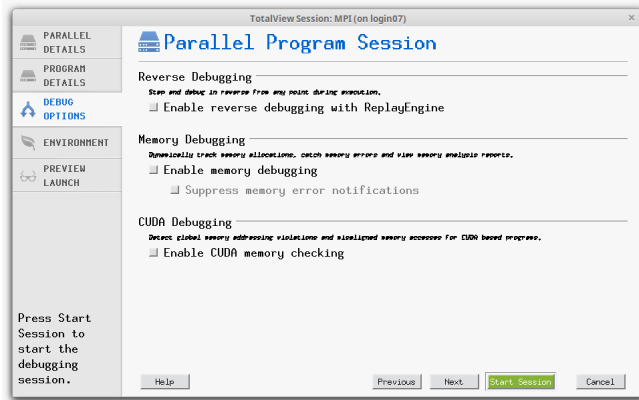 TotalView Session: MPI (on login07)
PARALLEL
DETAILS
PROGRAM
DETAILS
DEBUG
OPTIONS
ENVIRONMENT
PREVIEW
LAUNCH
Press Start
Session to
start the
debugging
session.
Parallel Program Session
Reverse Debugging
Step and debug in reverse from any point during execution.
Enable reverse debugging with ReplayEngine
Memory Debugging
Dynamically track memory allocations, catch memory errors and view memory analysis reports.
Enable memory debugging
Suppress memory error notifications
CUDA Debugging
Detect global memory addressing violations and misaligned memory accesses for CUDA based programs.
Enable CUDA memory checking
Help Previous Next Start Session Cancel